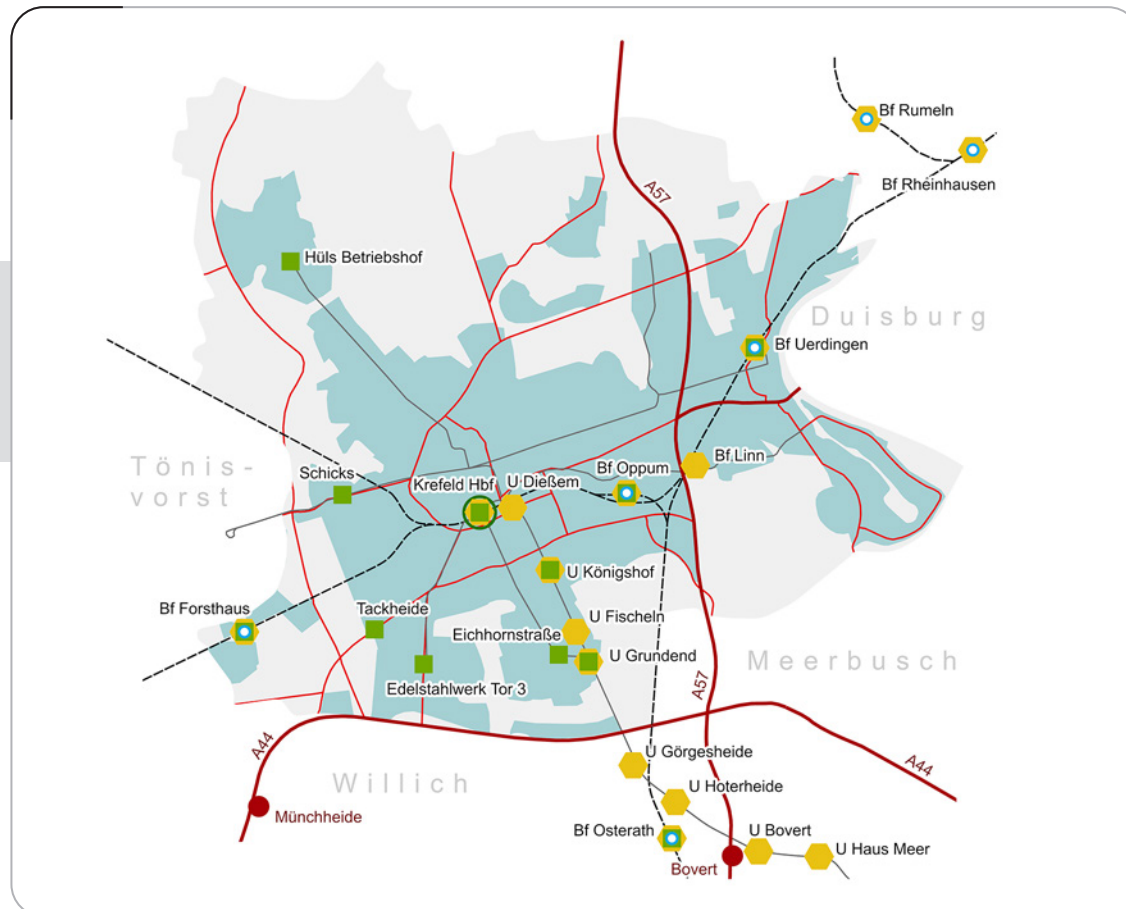 Bf Rumeln
Bf Rheinhausen
A57
Hüls Betriebshof
Duisburg
Bf Uerdingen
Tönis-
vorst
Schicks
Krefeld Hbf
U Dießem
Bf Oppum
Bf Linn
U Königshof
Bf Forsthaus
Tackheide
Eichhornstraße
U Fischeln
U Grundend
Edelstahlwerk Tor 3
Meerbusch
A57
A44
U Görgesheide
A44
Willich
Münchheide
U Hoterheide
Bf Osterath
U Bovert
U Haus Meer
Bovert